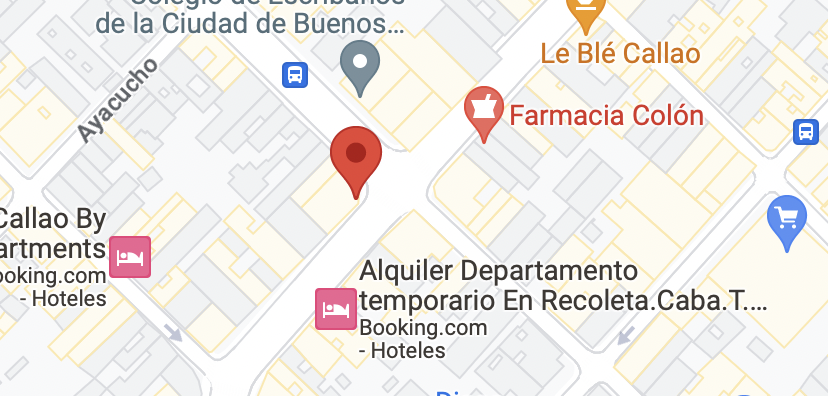 Colegio de Escribanos
de la Ciudad de Buenos...
Le Blé Callao
Ayacucho
Farmacia Colón
Callao By
artments
ooking.com
- Hoteles
Alquiler Departamento
temporario En Recoleta.Caba.T....
Booking.com
- Hoteles